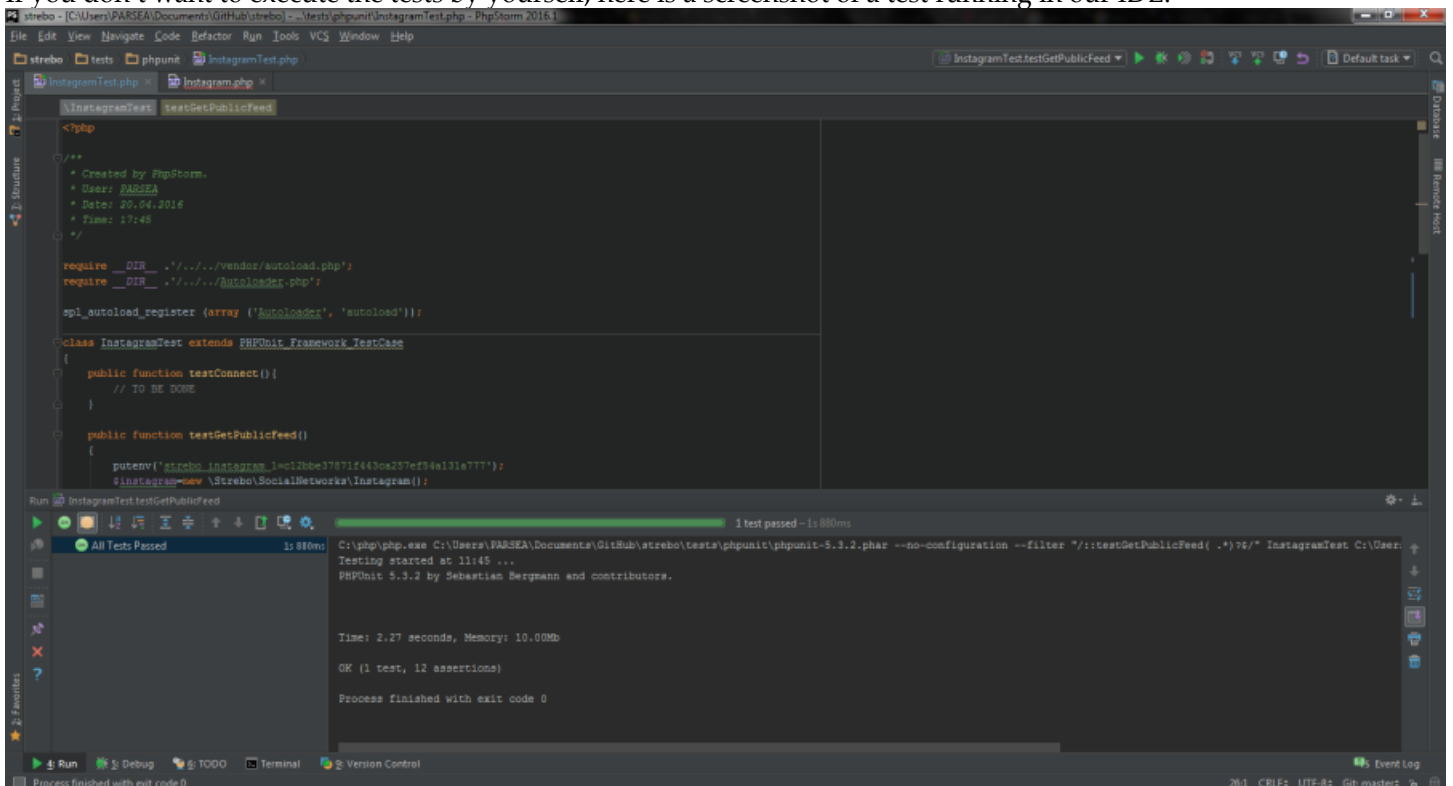 If you don't want to execute the tests by yourself, here is a screenshot of a test running in our IDE:
strebo - [C:\Users\PARSEA\Documents\GitHub\strebo] - ...\tests\phpunit\InstagramTest.php - PhpStorm 2016.1
File Edit View Navigate Code Refactor Run Tools VCS Window Help
strebo tests phpunit InstagramTest.php
InstagramTest.testGetPublicFeed
Default task
InstagramTest.php Instagram.php
\InstagramTest testGetPublicFeed
1: Project
Z: Structure
2: Favorites
Database
Remote Host
<?php
/**
* Created by PhpStorm.
* User: PARSEA
* Date: 20.04.2016
* Time: 17:45
*/
require __DIR__ .'/../../vendor/autoload.php';
require __DIR__ .'/../../Autoloader.php';
spl_autoload_register (array ('Autoloader', 'autoload'));
class InstagramTest extends PHPUnit_Framework_TestCase
{
public function testConnect(){
// TO BE DONE
}
public function testGetPublicFeed()
{
$instagram=new \Strebo\SocialNetworks\Instagram();
Run InstagramTest.testGetPublicFeed
1 test passed – 1s 880ms
All Tests Passed 1s 880ms
C:\php\php.exe C:\Users\PARSEA\Documents\GitHub\strebo\tests\phpunit\phpunit-5.3.2.phar --no-configuration --filter "/::testGetPublicFeed( .*)?$/" InstagramTest C:\User
Testing started at 11:45 ...
PHPUnit 5.3.2 by Sebastian Bergmann and contributors.
Time: 2.27 seconds, Memory: 10.00Mb
OK (1 test, 12 assertions)
Process finished with exit code 0
4: Run 5: Debug 6: TODO Terminal 9: Version Control
Event Log
Process finished with exit code 0
26:1 CRLF UTF-8 Git: master